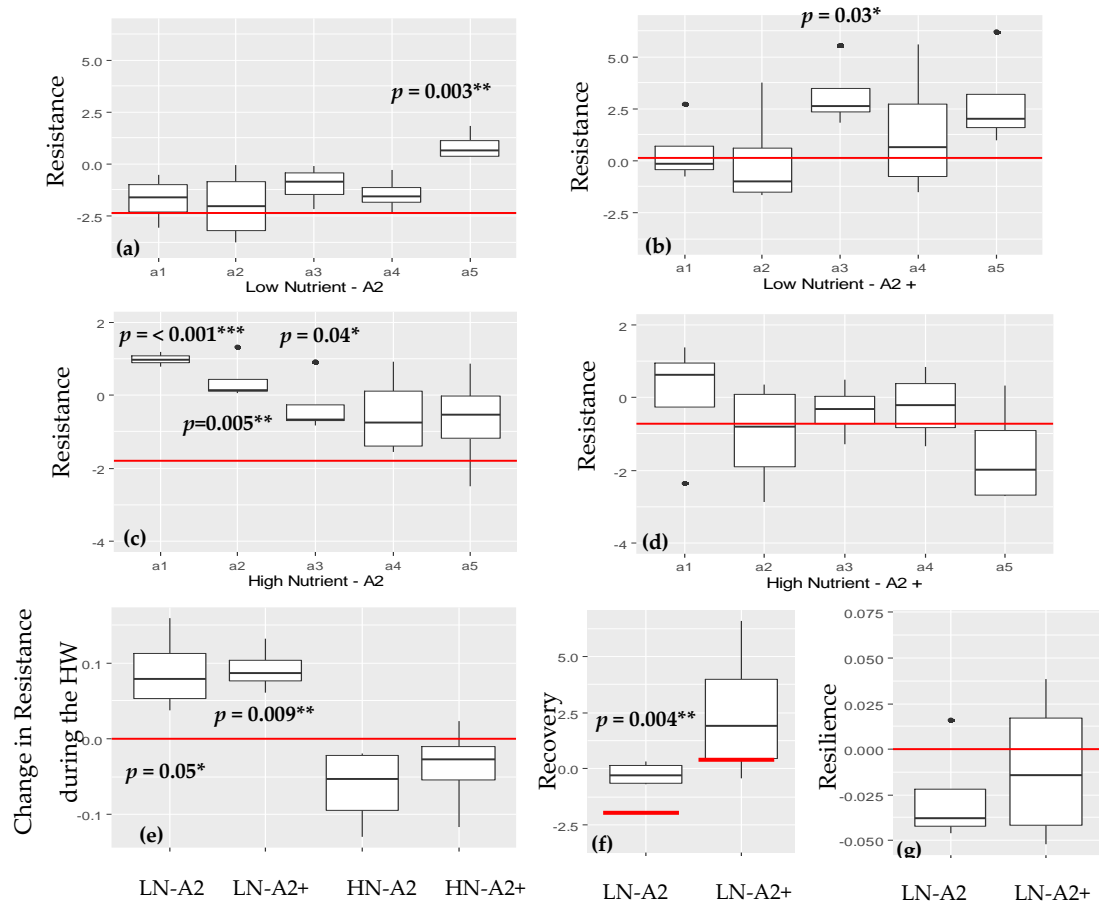 p = 0.003**
Resistance
5.0
2.5
0.0
-2.5
(a)
a1 a2 a3 a4 a5
Low Nutrient - A2
p = 0.03*
Resistance
5.0
2.5
0.0
-2.5
(b)
a1 a2 a3 a4 a5
Low Nutrient - A2 +
p = < 0.001***
p = 0.04*
p=0.005**
Resistance
2
0
-2
-4
(c)
a1 a2 a3 a4 a5
High Nutrient - A2
Resistance
2
0
-2
-4
(d)
a1 a2 a3 a4 a5
High Nutrient - A2 +
Change in Resistance
during the HW
0.1
0.0
-0.1
p = 0.009**
p = 0.05*
(e)
LN-A2 LN-A2+ HN-A2 HN-A2+
Recovery
5.0
2.5
0.0
-2.5
p = 0.004**
(f)
LN-A2 LN-A2+
Resilience
0.075
0.050
0.025
0.000
-0.025
-0.050
(g)
LN-A2 LN-A2+